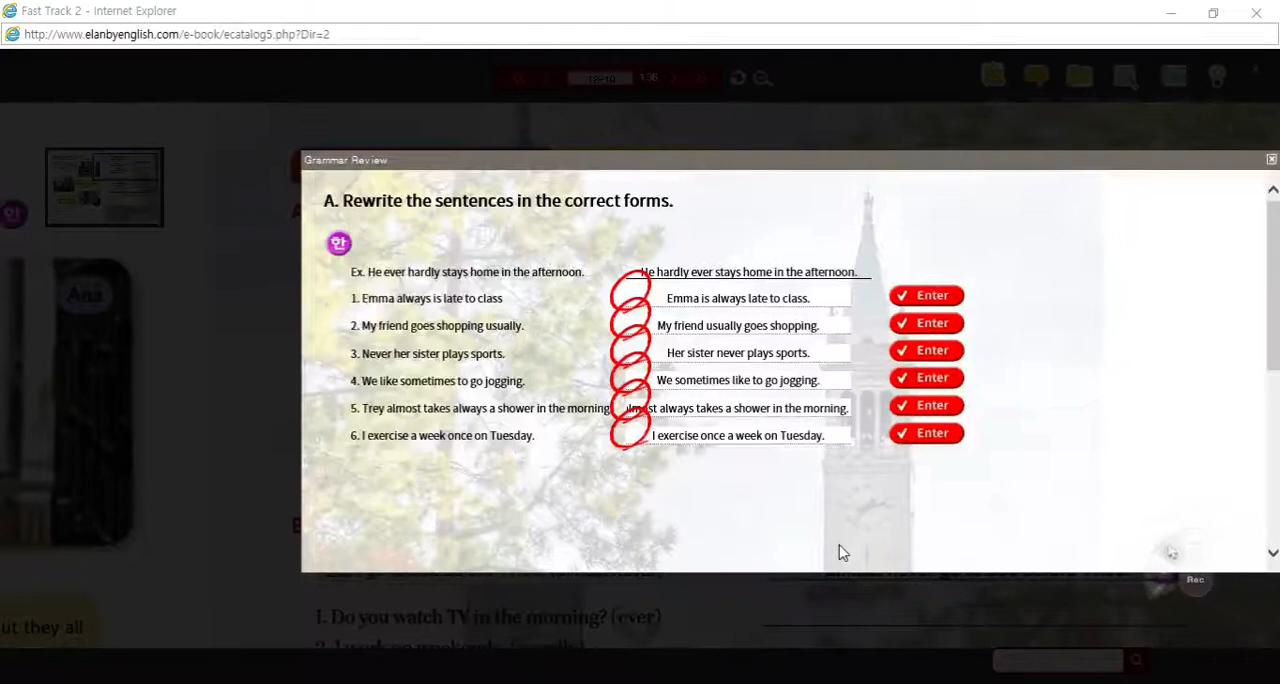 Fast Track 2 - Internet Explorer
http://www.elanbyenglish.com/e-book/ecatalog5.php?Dir=2
136
Grammar Review
A. Rewrite the sentences in the correct forms.
한
한
Ana
Ex. He ever hardly stays home in the afternoon. He hardly ever stays home in the afternoon.
1. Emma always is late to class Emma is always late to class. Enter
2. My friend goes shopping usually. My friend usually goes shopping. Enter
3. Never her sister plays sports. Her sister never plays sports. Enter
4. We like sometimes to go jogging. We sometimes like to go jogging. Enter
5. Trey almost takes always a shower in the morning always takes a shower in the morning. Enter
6. I exercise a week once on Tuesday. I exercise once a week on Tuesday. Enter
Rec
1. Do you watch TV in the morning? (ever)
ut they all